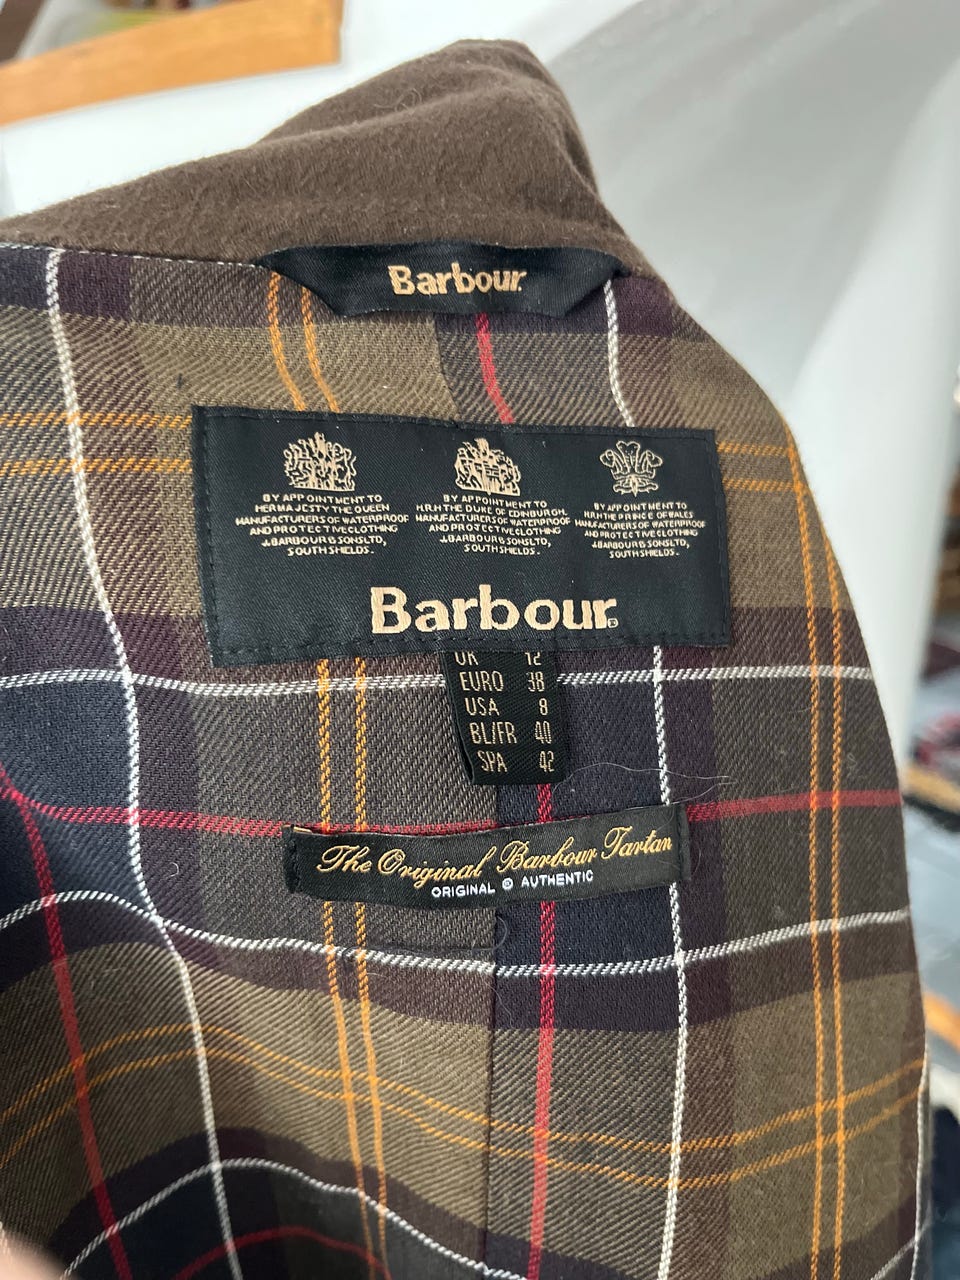 Barbour
BY APPOINTMENT TO
HER MAJESTY THE QUEEN
MANUFACTURERS OF WATERPROOF
AND PROTECTIVE CLOTHING
J.BARBOUR & SONS LTD,
SOUTH SHIELDS.
BY APPOINTMENT TO
H.R.H THE DUKE OF EDINBURGH,
MANUFACTURERS OF WATERPROOF
AND PROTECTIVE CLOTHING
J.BARBOUR & SONS LTD,
SOUTH SHIELDS.
BY APPOINTMENT TO
H.R.H THE PRINCE OF WALES
MANUFACTURERS OF WATERPROOF
AND PROTECTIVE CLOTHING
J.BARBOUR & SONS LTD,
SOUTH SHIELDS.
Barbour®
UK 12
EURO 38
USA 8
BL/FR 40
SPA 42
The Original Barbour Tartan
ORIGINAL AUTHENTIC